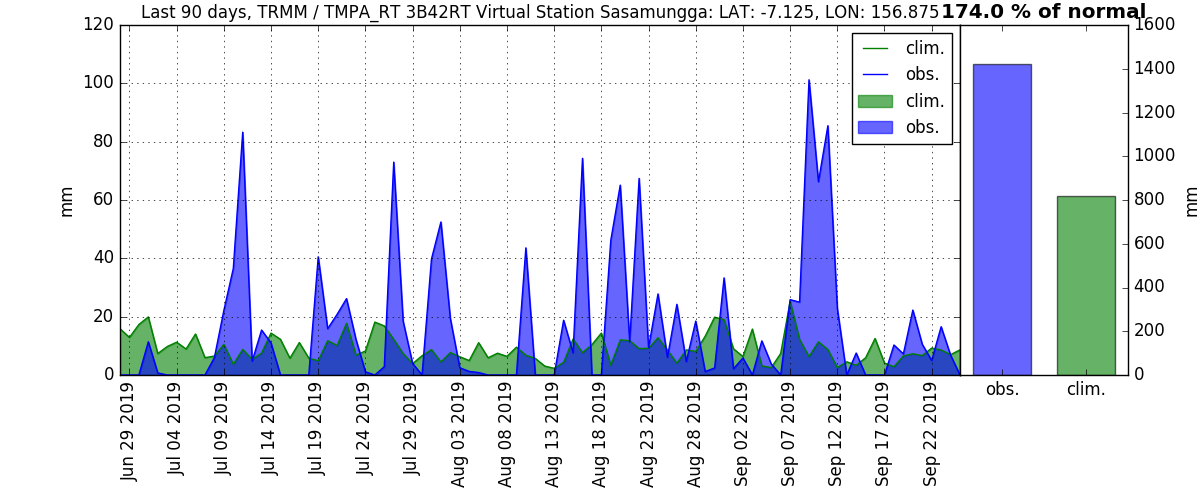 Last 90 days, TRMM / TMPA_RT 3B42RT Virtual Station Sasamungga: LAT: -7.125, LON: 156.875
174.0 % of normal
120
100
80
60
40
20
0
mm
clim.
obs.
clim.
obs.
1600
1400
1200
1000
800
600
400
200
0
mm
obs.
clim.
Jun 29 2019
Jul 04 2019
Jul 09 2019
Jul 14 2019
Jul 19 2019
Jul 24 2019
Jul 29 2019
Aug 03 2019
Aug 08 2019
Aug 13 2019
Aug 18 2019
Aug 23 2019
Aug 28 2019
Sep 02 2019
Sep 07 2019
Sep 12 2019
Sep 17 2019
Sep 22 2019